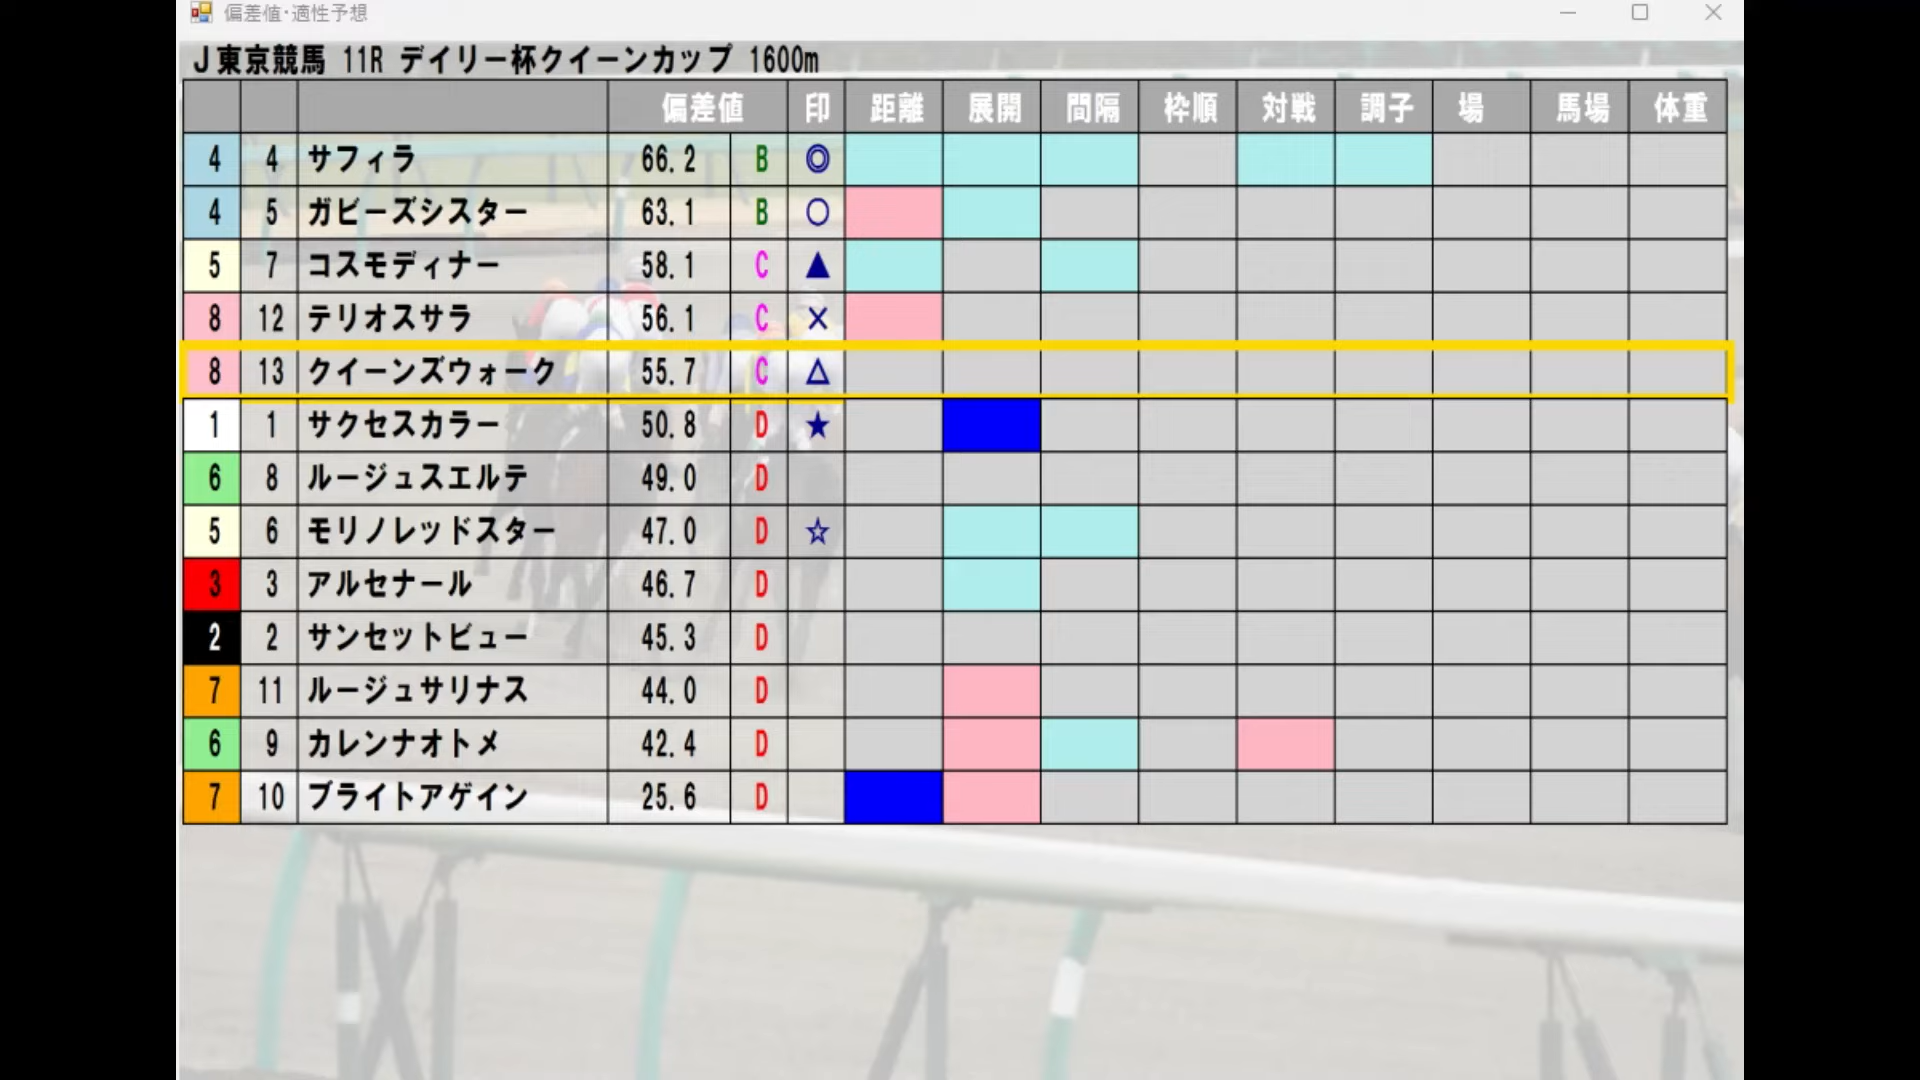 偏差値・適性予想
J東京競馬 11R デイリー杯クイーンカップ 1600m
偏差値 印 距離 展開 間隔 枠順 対戦 調子 場 馬場 体重
4 4 サフィラ 66.2 B ◎
4 5 ガビーズシスター 63.1 B ○
5 7 コスモディナー 58.1 C ▲
8 12 テリオスサラ 56.1 C ×
8 13 クイーンズウォーク 55.7 C △
1 1 サクセスカラー 50.8 D ★
6 8 ルージュスエルテ 49.0 D
5 6 モリノレッドスター 47.0 D ☆
3 3 アルセナール 46.7 D
2 2 サンセットビュー 45.3 D
7 11 ルージュサリナス 44.0 D
6 9 カレンナオトメ 42.4 D
7 10 ブライトアゲイン 25.6 D